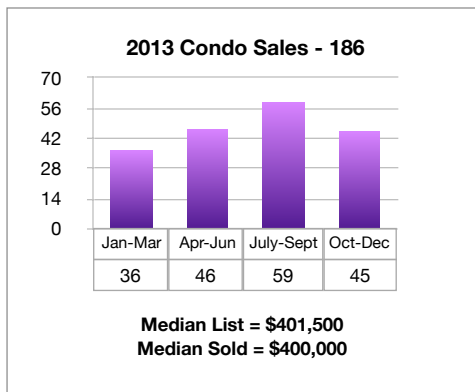 2013 Condo Sales - 186
70
56
42
28
14
0
Jan-Mar Apr-Jun July-Sept Oct-Dec
36 46 59 45
Median List = $401,500
Median Sold = $400,000